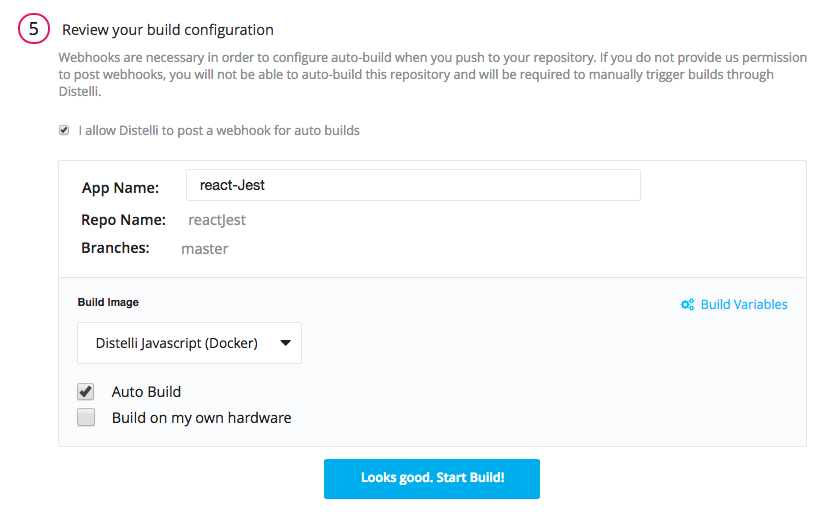 5 Review your build configuration
Webhooks are necessary in order to configure auto-build when you push to your repository. If you do not provide us permission
to post webhooks, you will not be able to auto-build this repository and will be required to manually trigger builds through
Distelli.
I allow Distelli to post a webhook for auto builds
App Name: react-Jest
Repo Name: reactJest
Branches: master
Build Image
Build Variables
Distelli Javascript (Docker)
Auto Build
Build on my own hardware
Looks good. Start Build!